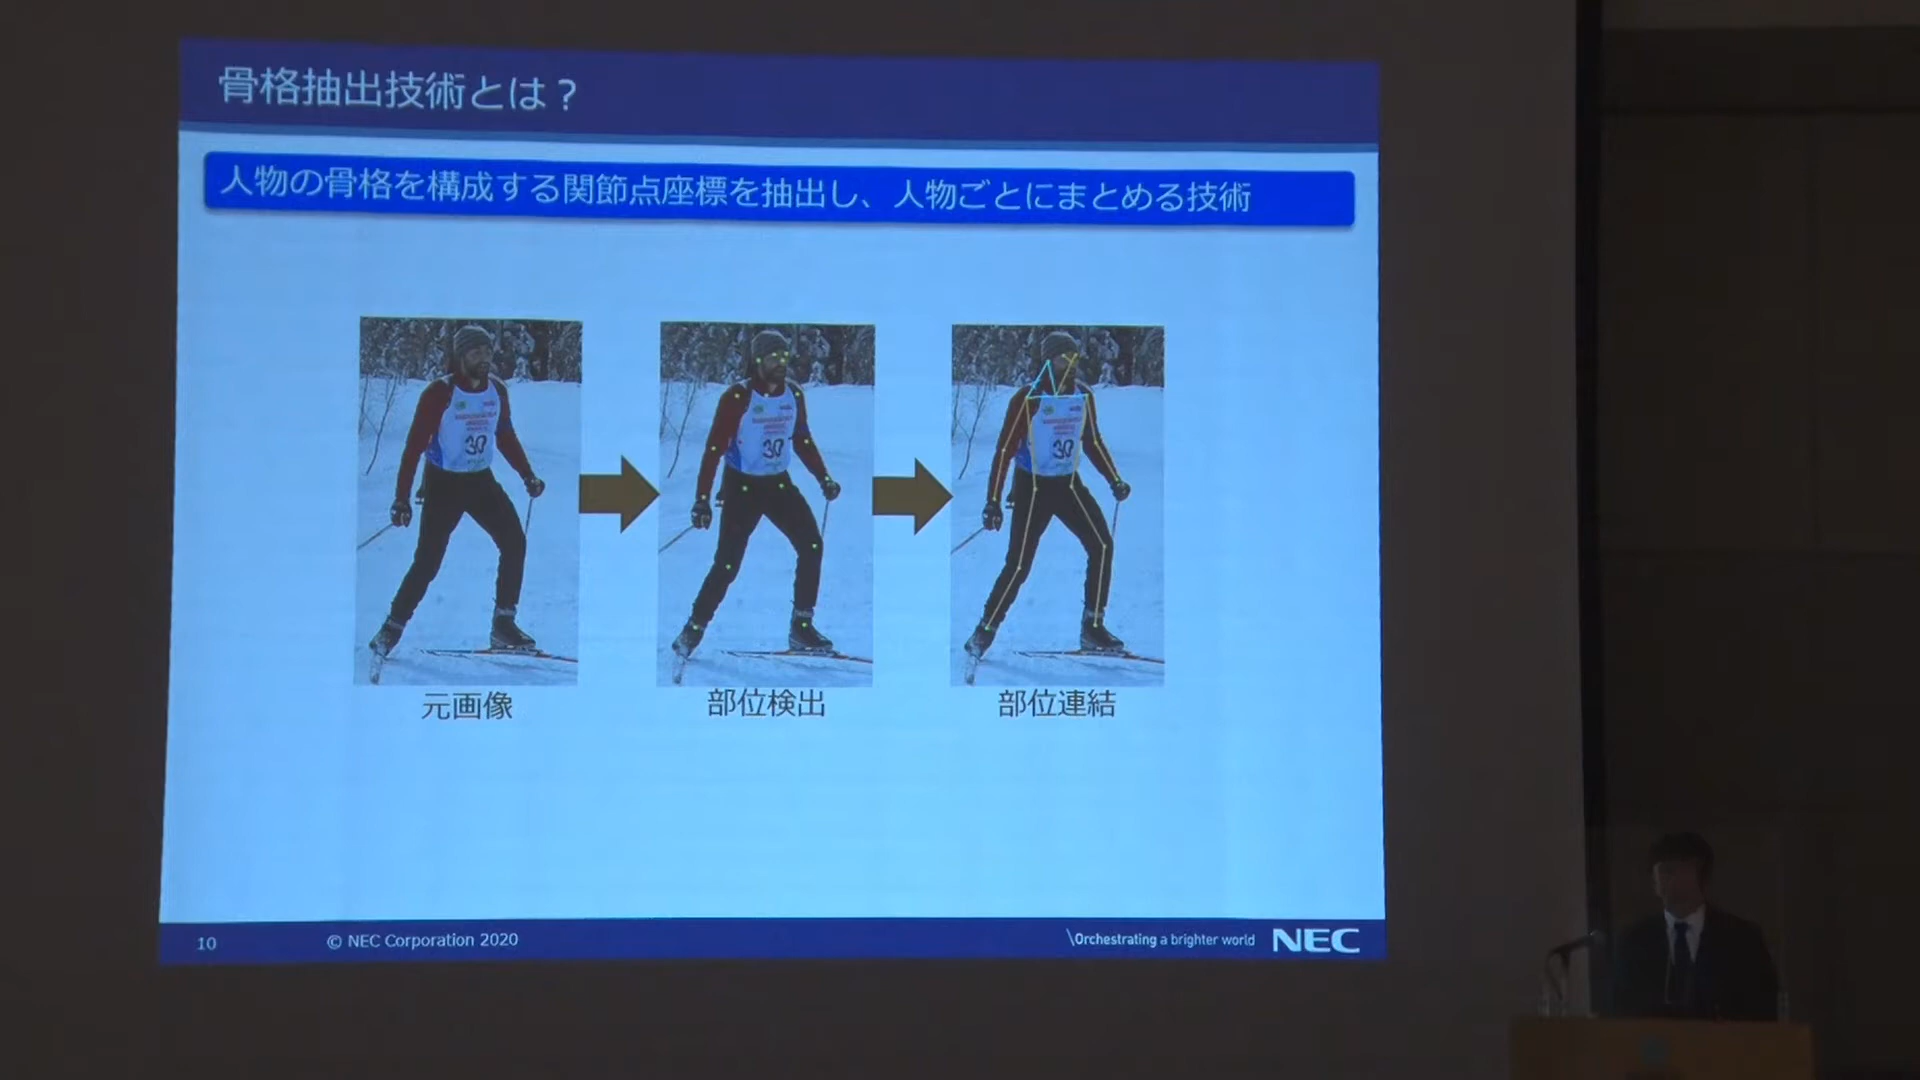 骨格抽出技術とは？
人物の骨格を構成する関節点座標を抽出し、人物ごとにまとめる技術
30
30
30
元画像
部位検出
部位連結
10
© NEC Corporation 2020
\Orchestrating a brighter world
NEC